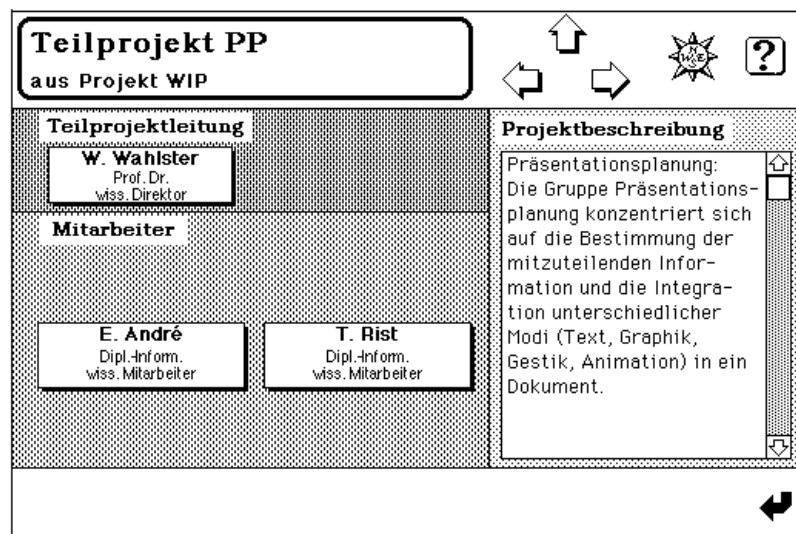 Teilprojekt PP
aus Projekt WIP
N
W E
S
?
Teilprojektleitung
W. Wahlster
Prof. Dr.
wiss. Direktor
Mitarbeiter
E. André
Dipl.-Inform.
wiss. Mitarbeiter
T. Rist
Dipl.-Inform.
wiss. Mitarbeiter
Projektbeschreibung
Präsentationsplanung:
Die Gruppe Präsentations-
planung konzentriert sich
auf die Bestimmung der
mitzuteilenden Infor-
mation und die Integra-
tion unterschiedlicher
Modi (Text, Graphik,
Gestik, Animation) in ein
Dokument.